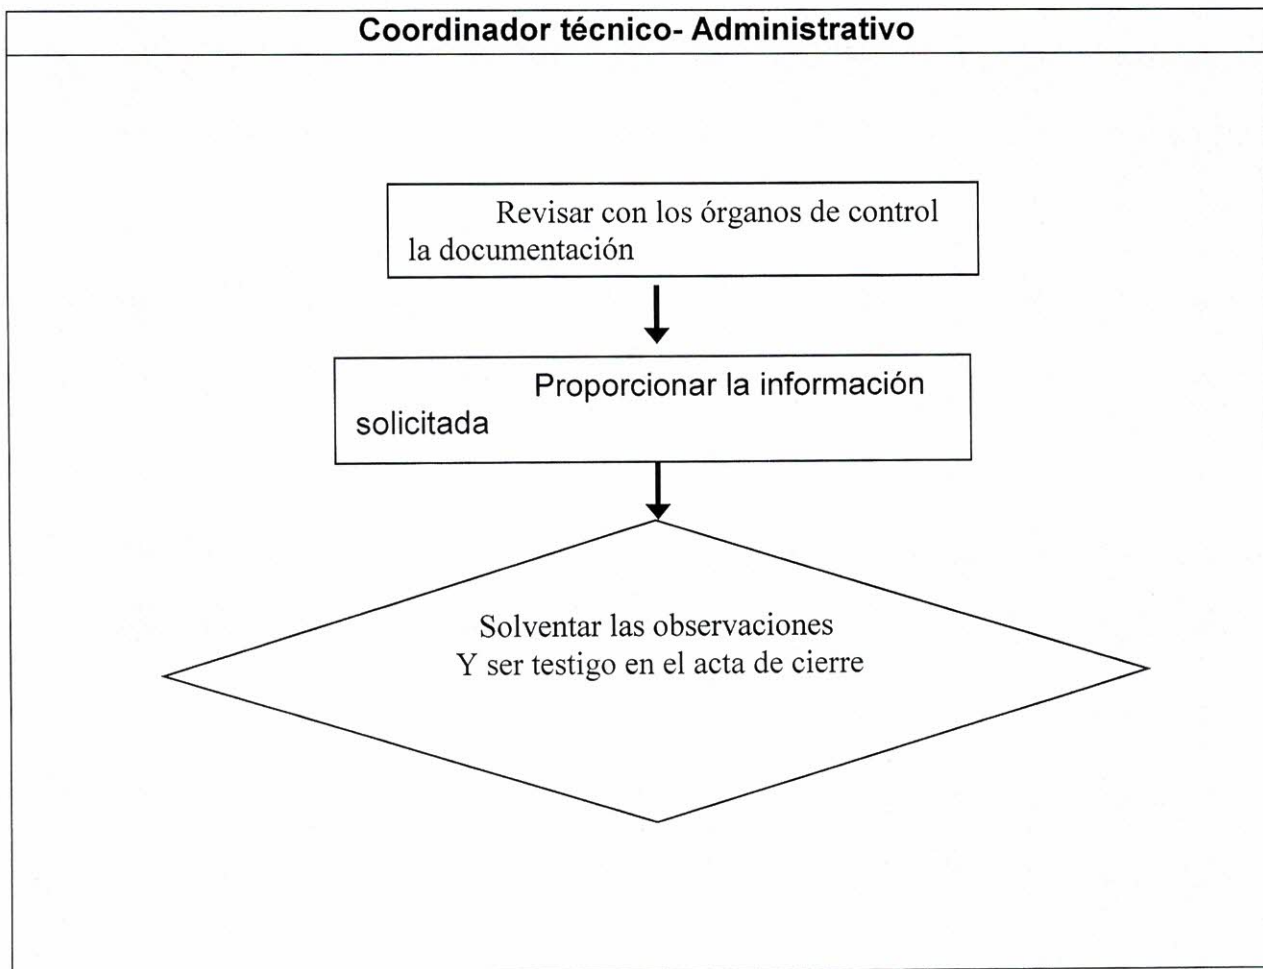 Coordinador técnico- Administrativo
Revisar con los órganos de control
la documentación
Proporcionar la información
solicitada
Solventar las observaciones
Y ser testigo en el acta de cierre